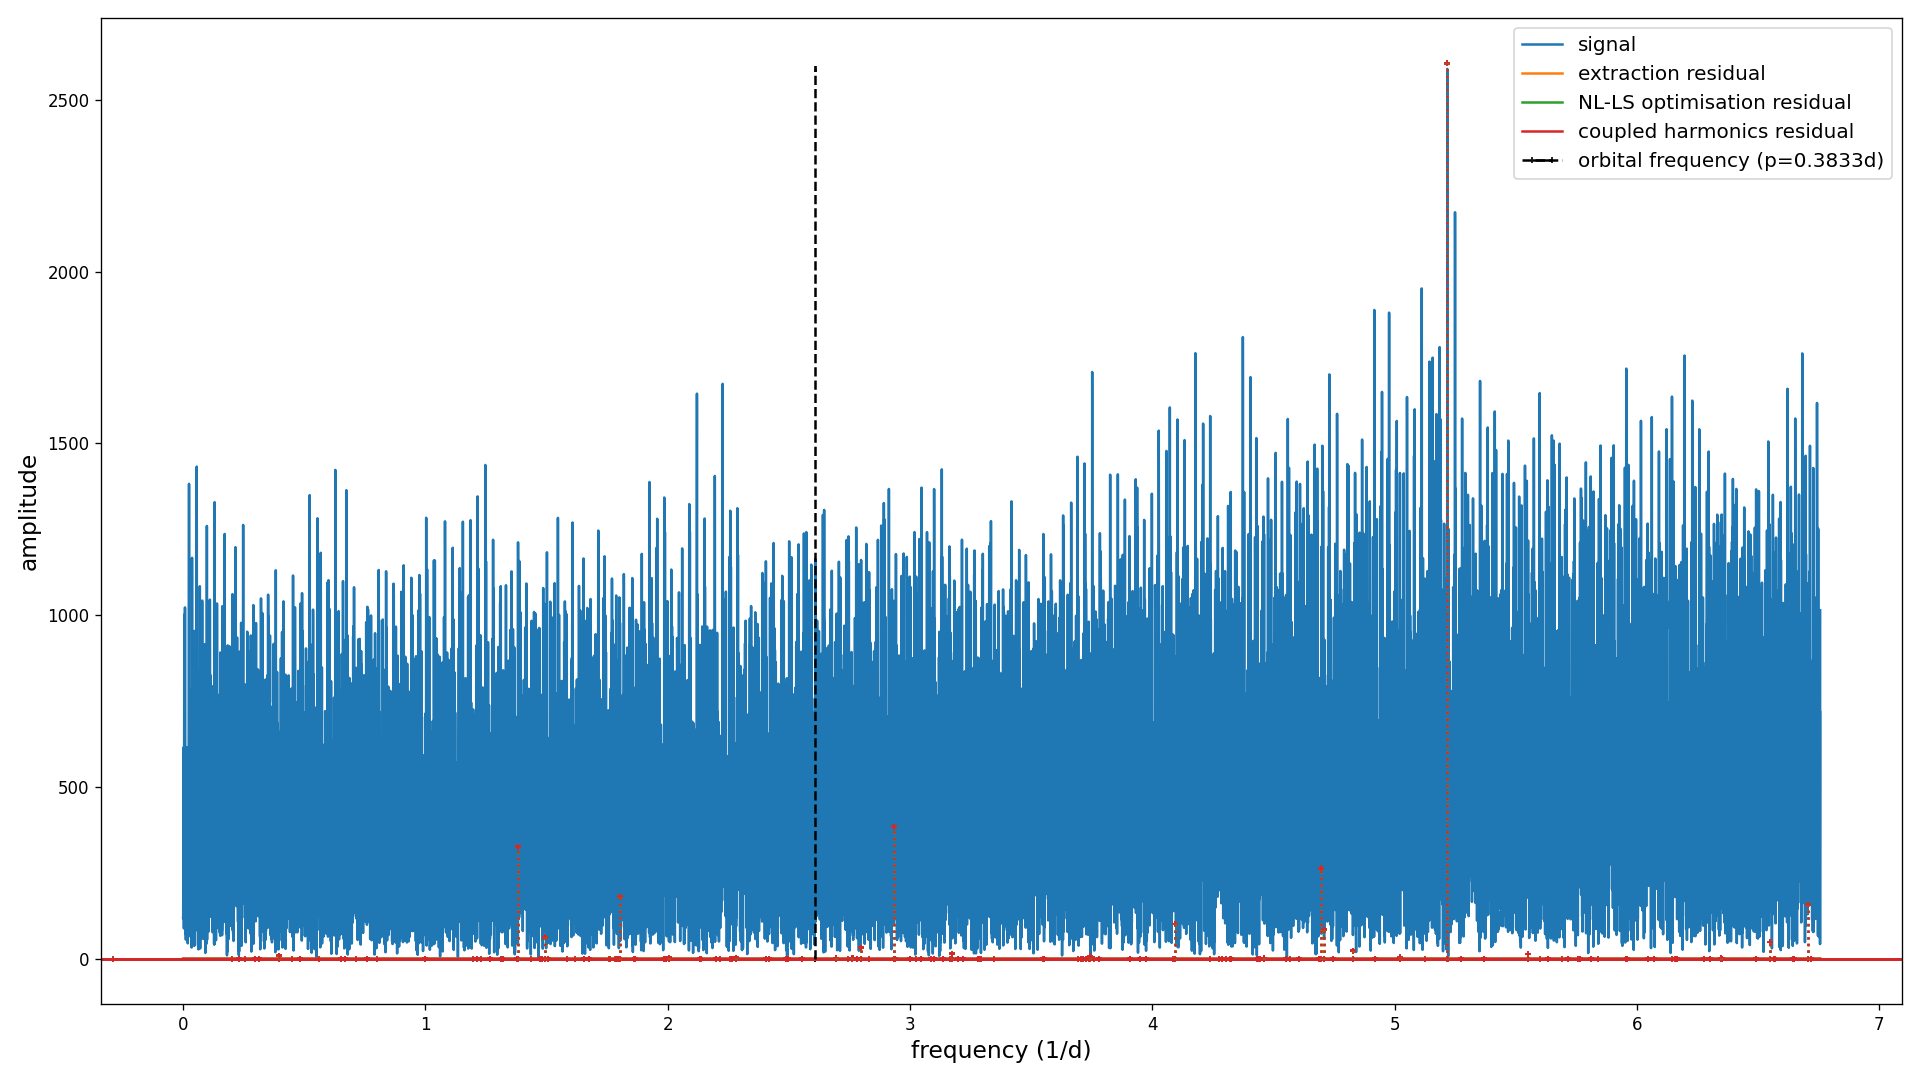 signal
extraction residual
NL-LS optimisation residual
coupled harmonics residual
orbital frequency (p=0.3833d)
amplitude
2500
2000
1500
1000
500
0
0 1 2 3 4 5 6 7
frequency (1/d)